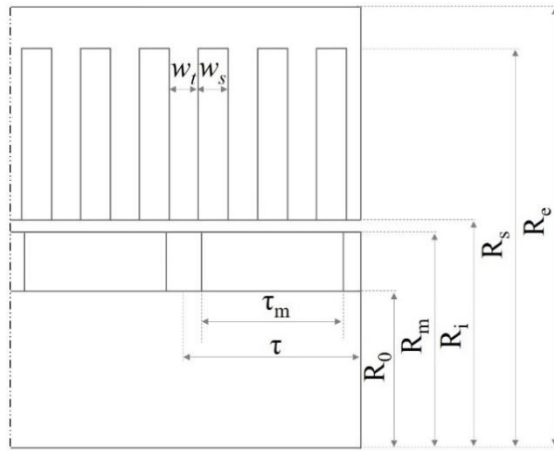 w_t w_s
τ_m
τ
R_0
R_m
R_i
R_s
R_e